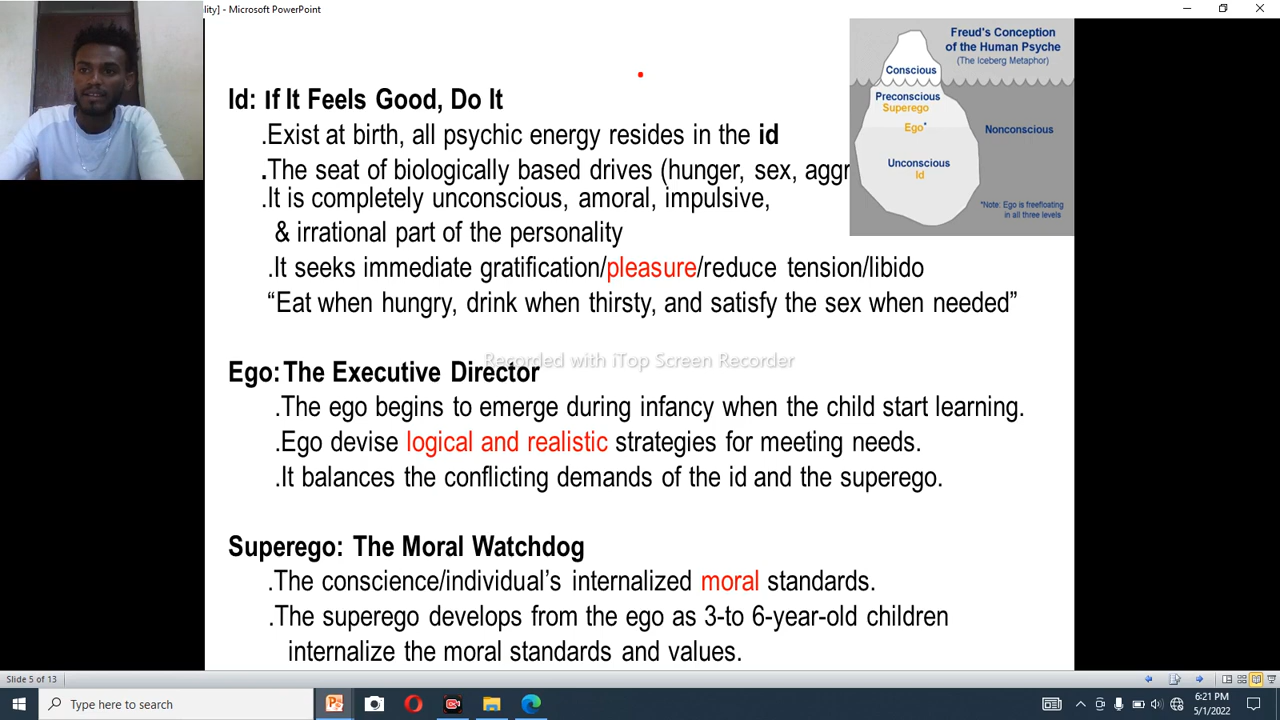 lity] - Microsoft PowerPoint
Freud's Conception
of the Human Psyche
(The Iceberg Metaphor)
Conscious
Preconscious
Superego
Ego*
Nonconscious
Unconscious
Id
*Note: Ego is freefloating
in all three levels
Id: If It Feels Good, Do It
.Exist at birth, all psychic energy resides in the id
.The seat of biologically based drives (hunger, sex, aggr
.It is completely unconscious, amoral, impulsive,
& irrational part of the personality
.It seeks immediate gratification/pleasure/reduce tension/libido
“Eat when hungry, drink when thirsty, and satisfy the sex when needed”
Recorded with iTop Screen Recorder
Ego: The Executive Director
.The ego begins to emerge during infancy when the child start learning.
.Ego devise logical and realistic strategies for meeting needs.
.It balances the conflicting demands of the id and the superego.
Superego: The Moral Watchdog
.The conscience/individual’s internalized moral standards.
.The superego develops from the ego as 3-to 6-year-old children
internalize the moral standards and values.
Slide 5 of 13
Type here to search
6:21 PM
5/1/2022